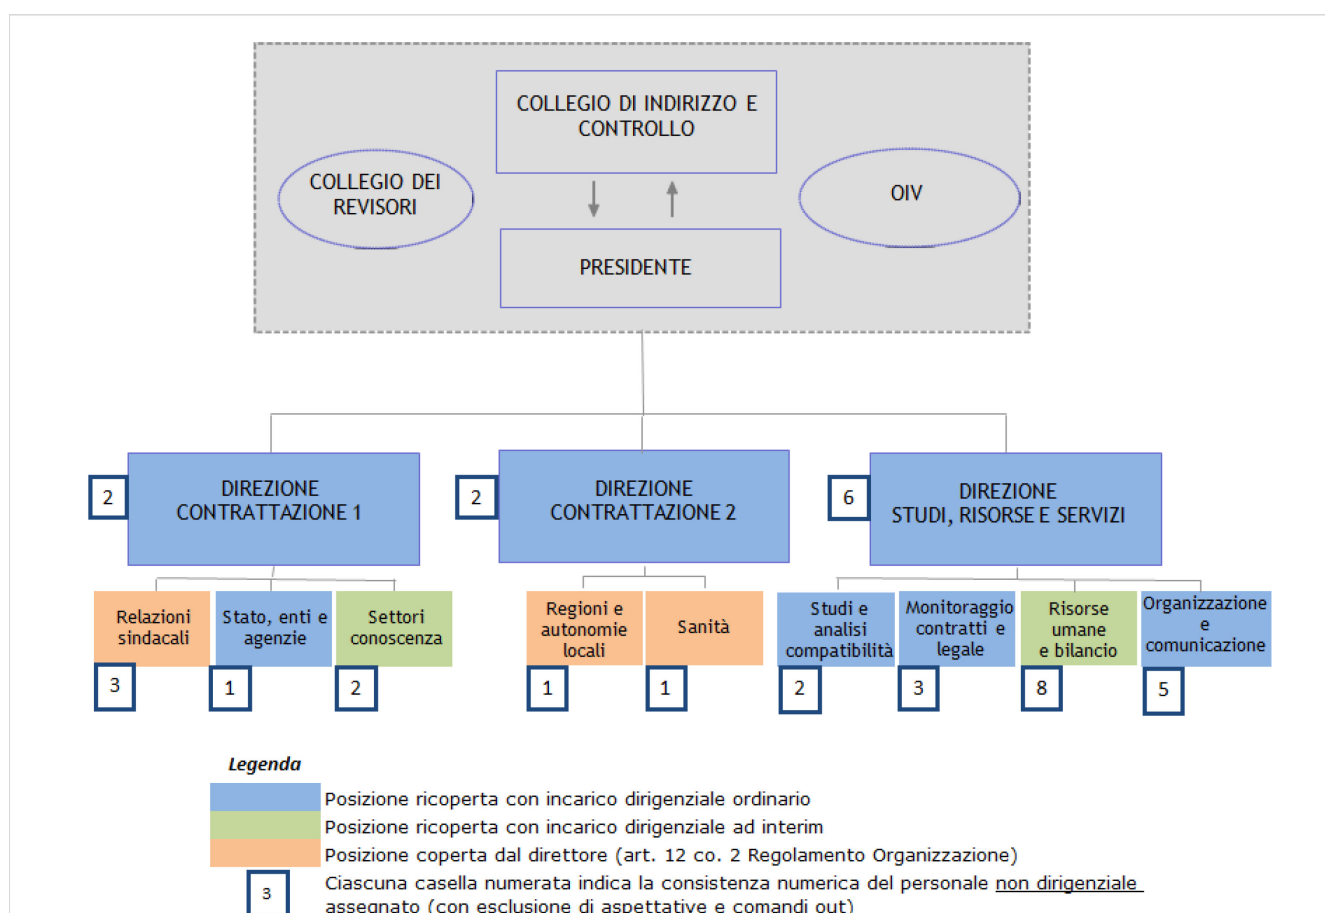 COLLEGIO DI INDIRIZZO E
CONTROLLO
COLLEGIO DEI
REVISORI
OIV
PRESIDENTE
2
DIREZIONE
CONTRATTAZIONE 1
2
DIREZIONE
CONTRATTAZIONE 2
6
DIREZIONE
STUDI, RISORSE E SERVIZI
Relazioni
sindacali
3
Stato, enti e
agenzie
1
Settori
conoscenza
2
Regioni e
autonomie
locali
1
Sanità
1
Studi e
analisi
compatibilità
2
Monitoraggio
contratti e
legale
3
Risorse
umane
e bilancio
8
Organizzazione
e
comunicazione
5
Legenda
Posizione ricoperta con incarico dirigenziale ordinario
Posizione ricoperta con incarico dirigenziale ad interim
Posizione coperta dal direttore (art. 12 co. 2 Regolamento Organizzazione)
3
Ciascuna casella numerata indica la consistenza numerica del personale non dirigenziale
assegnato (con esclusione di aspettative e comandi out)